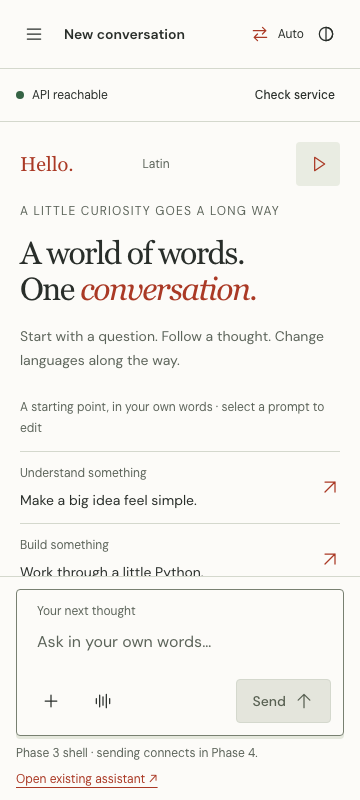 New conversation
Auto
API reachable
Check service
Hello.
Latin
A LITTLE CURIOSITY GOES A LONG WAY
A world of words.
One conversation.
Start with a question. Follow a thought. Change
languages along the way.
A starting point, in your own words · select a prompt to
edit
Understand something
Make a big idea feel simple.
Build something
Work through a little Python.
Your next thought
Ask in your own words...
Send
Phase 3 shell · sending connects in Phase 4.
Open existing assistant ↗